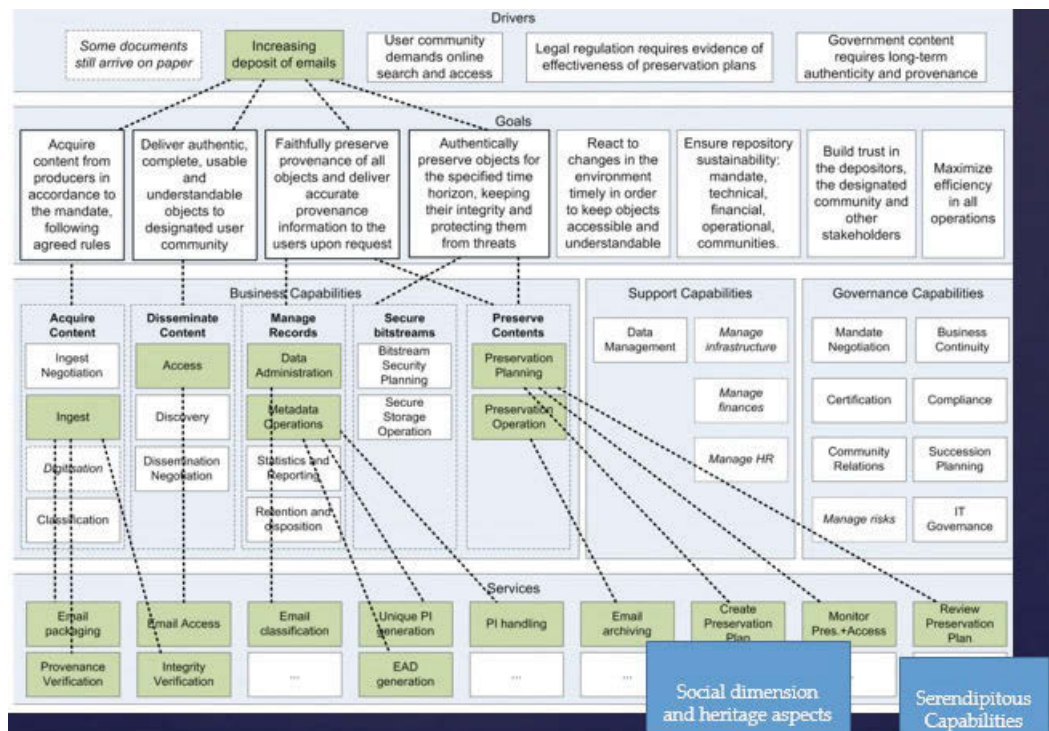 Drivers
Some documents
still arrive on paper
Increasing
deposit of emails
User community
demands online
search and access
Legal regulation requires evidence of
effectiveness of preservation plans
Government content
requires long-term
authenticity and provenance
Goals
Acquire
content from
producers in
accordance to
the mandate,
following
agreed rules
Deliver authentic,
complete, usable
and
understandable
objects to
designated user
community
Faithfully preserve
provenance of all
objects and deliver
accurate
provenance
information to the
users upon request
Authentically
preserve objects for
the specified time
horizon, keeping
their integrity and
protecting them
from threats
React to
changes in the
environment
timely in order
to keep objects
accessible and
understandable
Ensure repository
sustainability:
mandate,
technical,
financial,
operational,
communities.
Build trust in
the depositors,
the designated
community and
other
stakeholders
Maximize
efficiency
in all
operations
Business Capabilities
Acquire
Content
Ingest
Negotiation
Ingest
Digitisation
Classification
Disseminate
Content
Access
Discovery
Dissemination
Negotiation
Manage
Records
Data
Administration
Metadata
Operations
Statistics and
Reporting
Retention and
disposition
Secure
bitstreams
Bitstream
Security
Planning
Secure
Storage
Operation
Preserve
Contents
Preservation
Planning
Preservation
Operation
Support Capabilities
Data
Management
Manage
infrastructure
Manage
finances
Manage HR
Governance Capabilities
Mandate
Negotiation
Business
Continuity
Certification
Compliance
Community
Relations
Succession
Planning
Manage risks
IT
Governance
Services
Email
packaging
Email Access
Email
classification
Unique PI
generation
PI handling
Email
archiving
Create
Preservation
Plan
Monitor
Pres.+Access
Review
Preservation
Plan
Provenance
Verification
Integrity
Verification
...
EAD
generation
...
...
...
Social dimension
and heritage aspects
Serendipitous
Capabilities